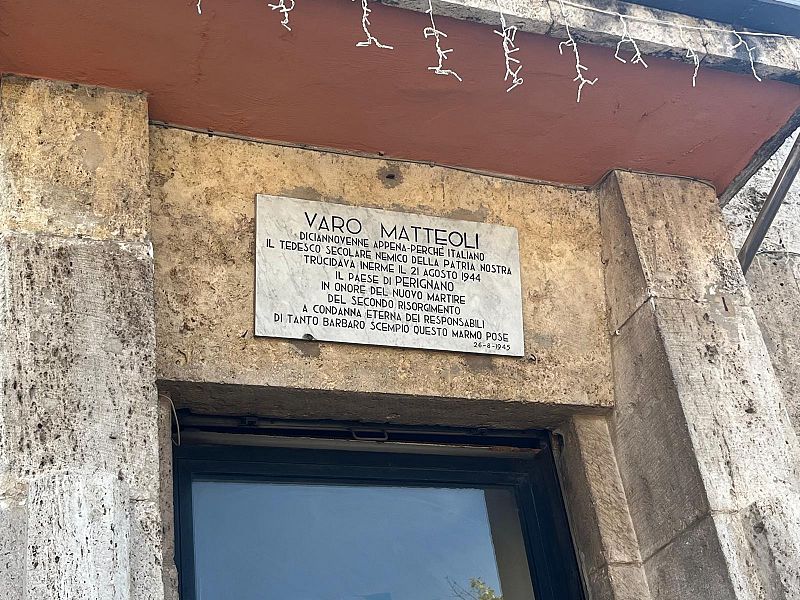 VARO MATTEOLI
DICIANNOVENNE APPENA-PERCHÉ ITALIANO
IL TEDESCO SECOLARE NEMICO DELLA PATRIA NOSTRA
TRUCIDAVA INERME IL 21 AGOSTO 1944
IL PAESE DI PERIGNANO
IN ONORE DEL NUOVO MARTIRE
DEL SECONDO RISORGIMENTO
A CONDANNA ETERNA DEI RESPONSABILI
DI TANTO BARBARO SCEMPIO QUESTO MARMO POSE
26-8-1945